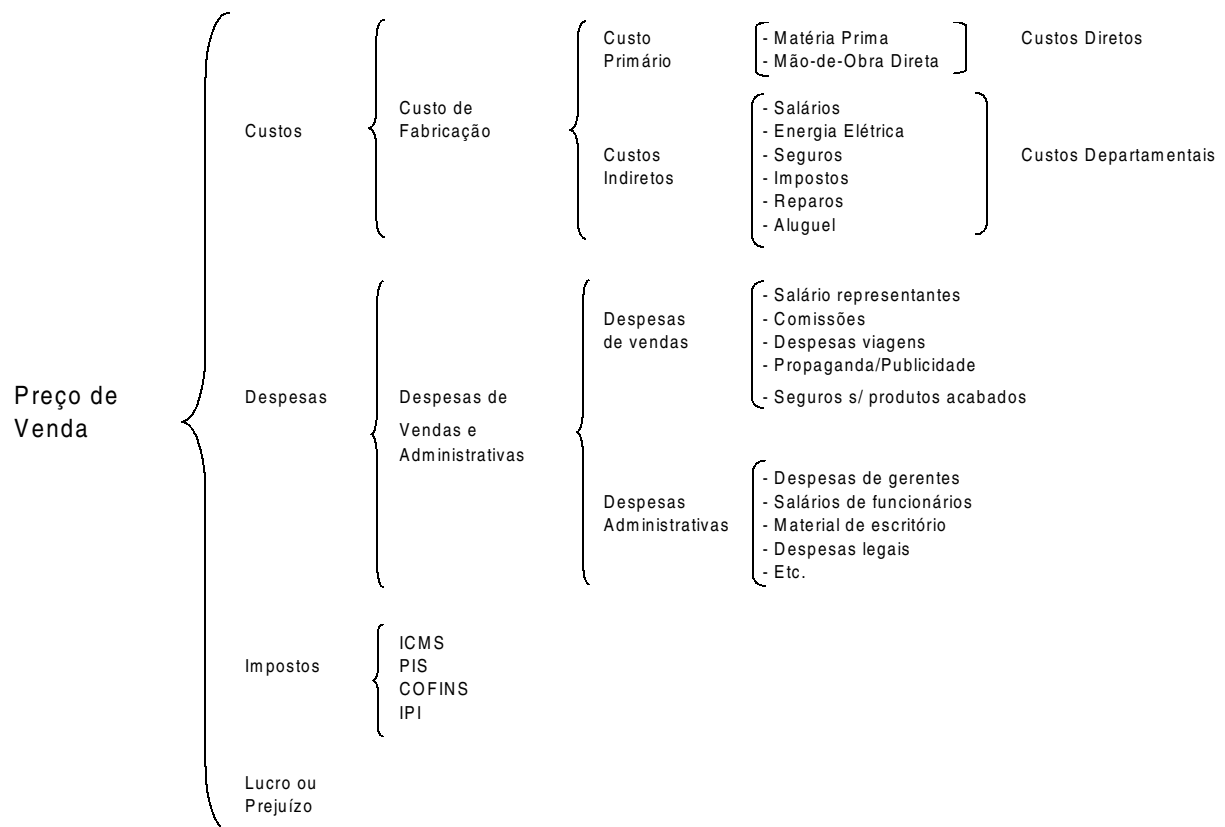 Preço de
Venda
Custos
Custo de
Fabricação
Custo
Primário
- Matéria Prima
- Mão-de-Obra Direta
Custos Diretos
Custos
Indiretos
- Salários
- Energia Elétrica
- Seguros
- Impostos
- Reparos
- Aluguel
Custos Departamentais
Despesas
Despesas de
Vendas e
Administrativas
Despesas
de vendas
- Salário representantes
- Comissões
- Despesas viagens
- Propaganda/Publicidade
- Seguros s/ produtos acabados
Despesas
Administrativas
- Despesas de gerentes
- Salários de funcionários
- Material de escritório
- Despesas legais
- Etc.
Impostos
ICMS
PIS
COFINS
IPI
Lucro ou
Prejuízo